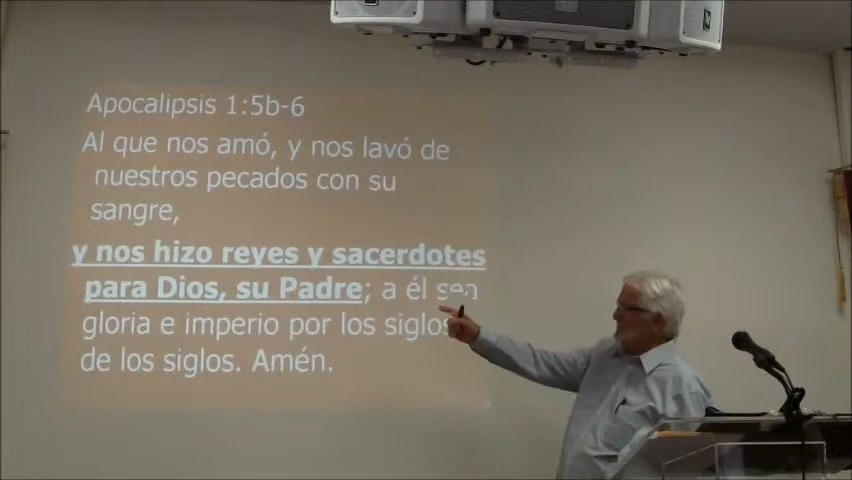 Apocalipsis 1:5b-6
Al que nos amó, y nos lavó de
nuestros pecados con su
sangre,
y nos hizo reyes y sacerdotes
para Dios, su Padre; a él sea
gloria e imperio por los siglos
de los siglos. Amén.